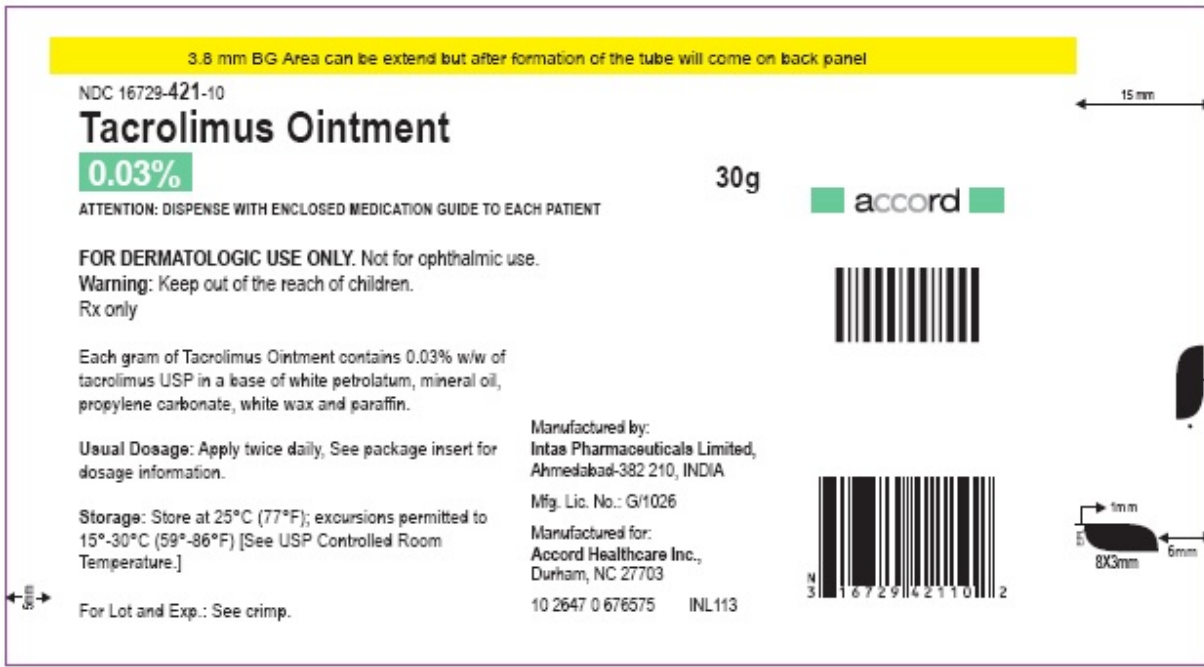 3.8 mm BG Area can be extend but after formation of the tube will come on back panel
NDC 16729-421-10
Tacrolimus Ointment
0.03%
30g
accord
ATTENTION: DISPENSE WITH ENCLOSED MEDICATION GUIDE TO EACH PATIENT
FOR DERMATOLOGIC USE ONLY. Not for ophthalmic use.
Warning: Keep out of the reach of children.
Rx only
Each gram of Tacrolimus Ointment contains 0.03% w/w of
tacrolimus USP in a base of white petrolatum, mineral oil,
propylene carbonate, white wax and paraffin.
Usual Dosage: Apply twice daily, See package insert for
dosage information.
Storage: Store at 25°C (77°F); excursions permitted to
15°-30°C (59°-86°F) [See USP Controlled Room
Temperature.]
For Lot and Exp.: See crimp.
Manufactured by:
Intas Pharmaceuticals Limited,
Ahmedabad-382 210, INDIA
Mfg. Lic. No.: G/1026
Manufactured for:
Accord Healthcare Inc.,
Durham, NC 27703
10 2647 0 676575 INL113
N
3 16729 42110 2
15 mm
1mm
6mm
8X3mm
5mm